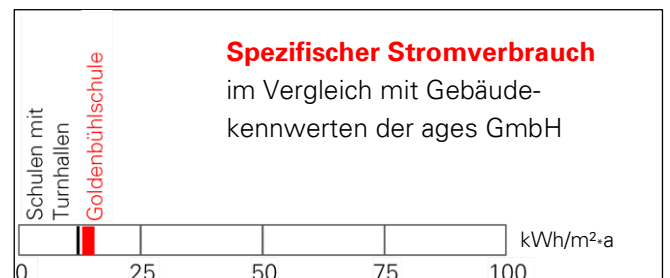 Spezifischer Stromverbrauch
im Vergleich mit Gebäude-
kennwerten der ages GmbH
Schulen mit
Turnhallen
Goldenbühlschule
kWh/m²*a
0 25 50 75 100